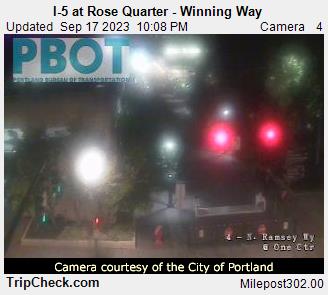 I-5 at Rose Quarter - Winning Way
Updated Sep 17 2023 10:08 PM Camera 4
PBOT
PORTLAND BUREAU OF TRANSPORTATION
4 - N. Ramsey Wy
@ One Ctr
Camera courtesy of the City of Portland
TripCheck.com Milepost302.00